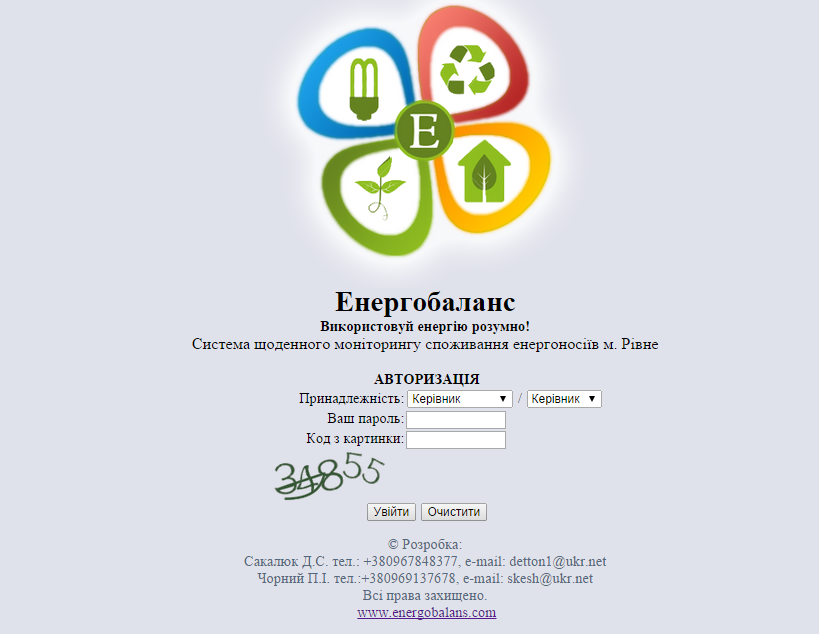 E
Енергобаланс
Використовуй енергію розумно!
Система щоденного моніторингу споживання енергоносіїв м. Рівне
АВТОРИЗАЦІЯ
Принадлежність: Керівник / Керівник
Ваш пароль:
Код з картинки:
34855
Увійти Очистити
© Розробка:
Сакалюк Д.С. тел.: +380967848377, e-mail: detton1@ukr.net
Чорний П.І. тел.:+380969137678, e-mail: skesh@ukr.net
Всі права захищено.
www.energobalans.com